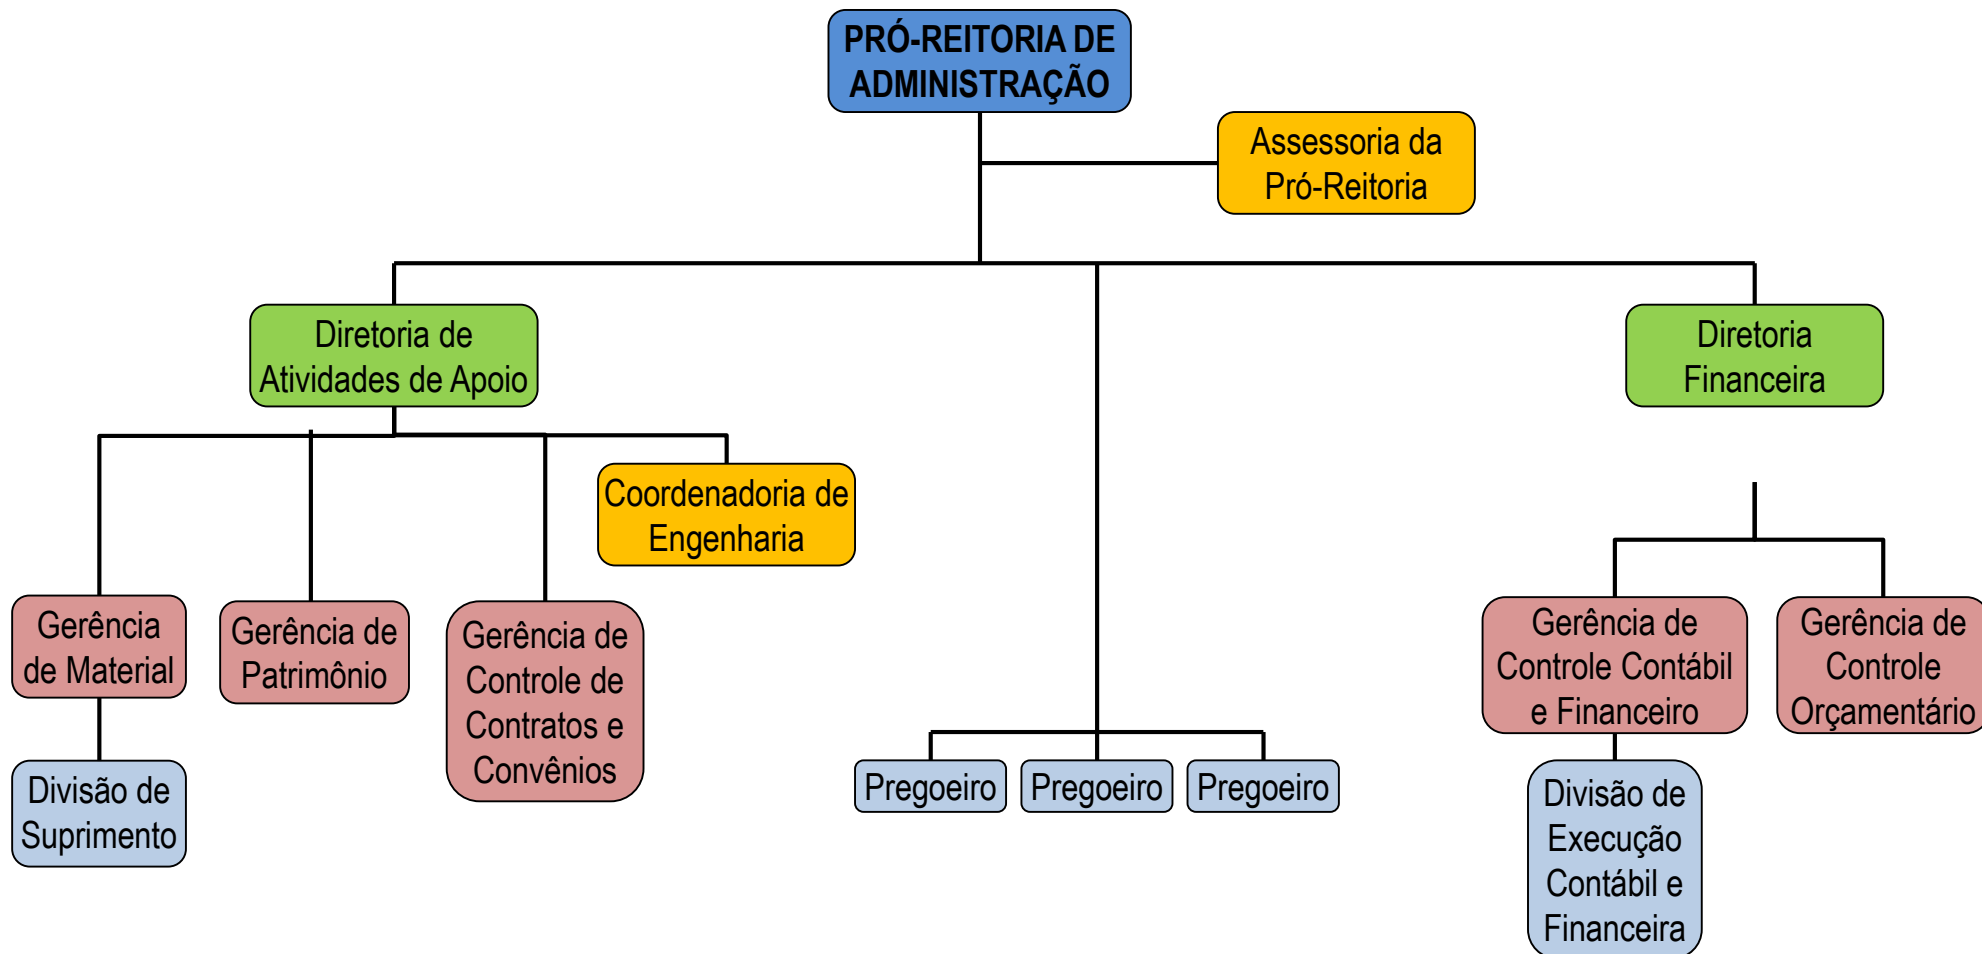 PRÓ-REITORIA DE
ADMINISTRAÇÃO
Assessoria da
Pró-Reitoria
Diretoria de
Atividades de Apoio
Diretoria
Financeira
Coordenadoria de
Engenharia
Gerência
de Material
Gerência de
Patrimônio
Gerência de
Controle de
Contratos e
Convênios
Gerência de
Controle Contábil
e Financeiro
Gerência de
Controle
Orçamentário
Divisão de
Suprimento
Pregoeiro
Pregoeiro
Pregoeiro
Divisão de
Execução
Contábil e
Financeira